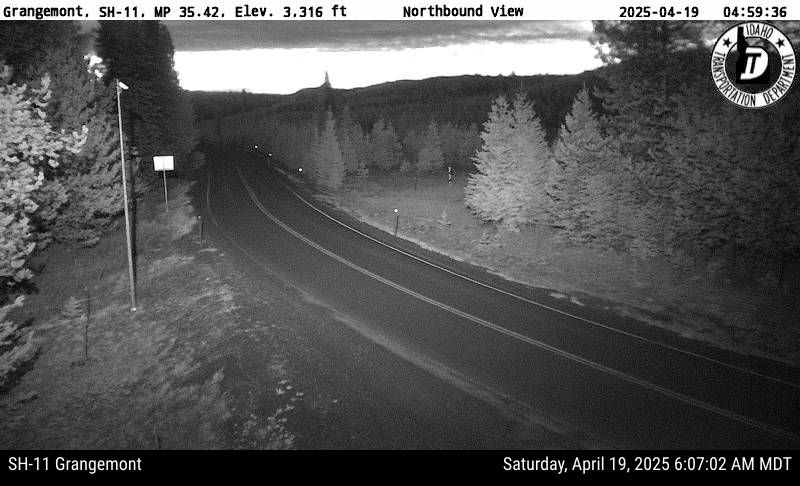 Grangemont, SH-11, MP 35.42, Elev. 3,316 ft Northbound View 2025-04-19 04:59:36
IDAHO
TRANSPORTATION DEPARTMENT
SH-11 Grangemont Saturday, April 19, 2025 6:07:02 AM MDT